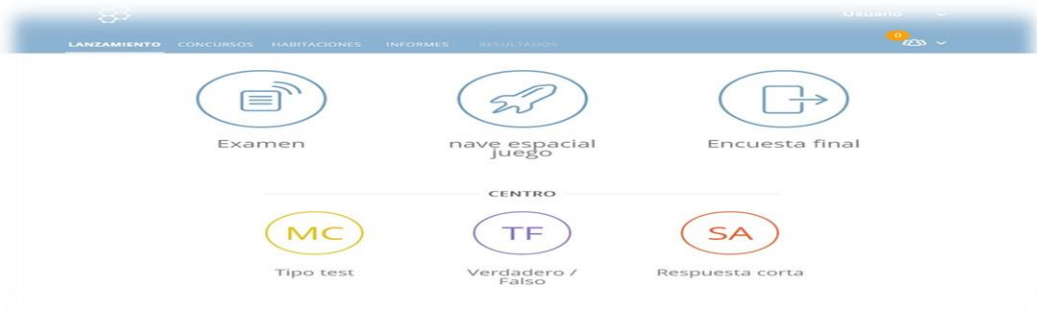 Usuario
LANZAMIENTO CONCURSOS HABITACIONES INFORMES RESULTADOS
0
Examen nave espacial Encuesta final
juego
CENTRO
MC TF SA
Tipo test Verdadero / Respuesta corta
Falso